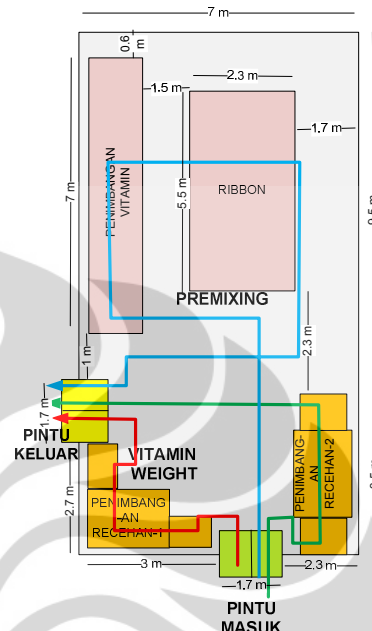 7 m
0.6
m
1.5 m
2.3 m
1.7 m
7 m
PENIMBANGAN
VITAMIN
5.5 m
RIBBON
PREMIXING
2.3 m
1 m
1.7 m
PINTU
KELUAR
VITAMIN
WEIGHT
PENIMBANG-
AN
RECEHAN-2
2.7 m
PENIMBANG
-AN
RECEHAN-1
3 m
1.7 m
2.3 m
PINTU
MASUK